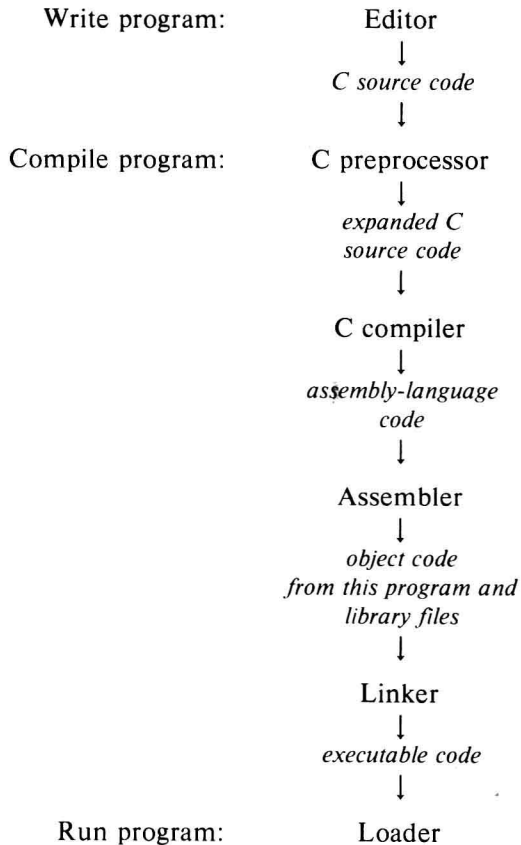 Write program: Editor
C source code
Compile program: C preprocessor
expanded C
source code
C compiler
assembly-language
code
Assembler
object code
from this program and
library files
Linker
executable code
Run program: Loader